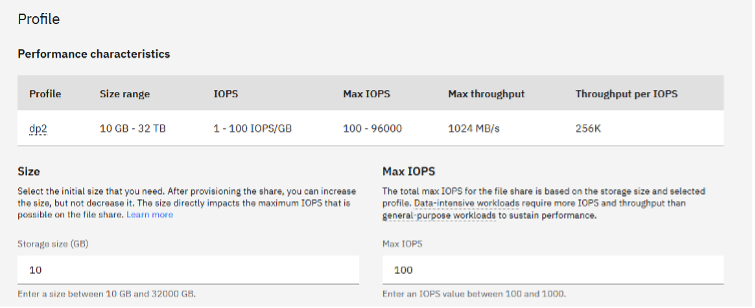 Profile
Performance characteristics
Profile Size range IOPS Max IOPS Max throughput Throughput per IOPS
dp2 10 GB - 32 TB 1 - 100 IOPS/GB 100 - 96000 1024 MB/s 256K
Size
Select the initial size that you need. After provisioning the share, you can increase
the size, but not decrease it. The size directly impacts the maximum IOPS that is
possible on the file share. Learn more
Storage size (GB)
10
Enter a size between 10 GB and 32000 GB.
Max IOPS
The total max IOPS for the file share is based on the storage size and selected
profile. Data-intensive workloads require more IOPS and throughput than
general-purpose workloads to sustain performance.
Max IOPS
100
Enter an IOPS value between 100 and 1000.